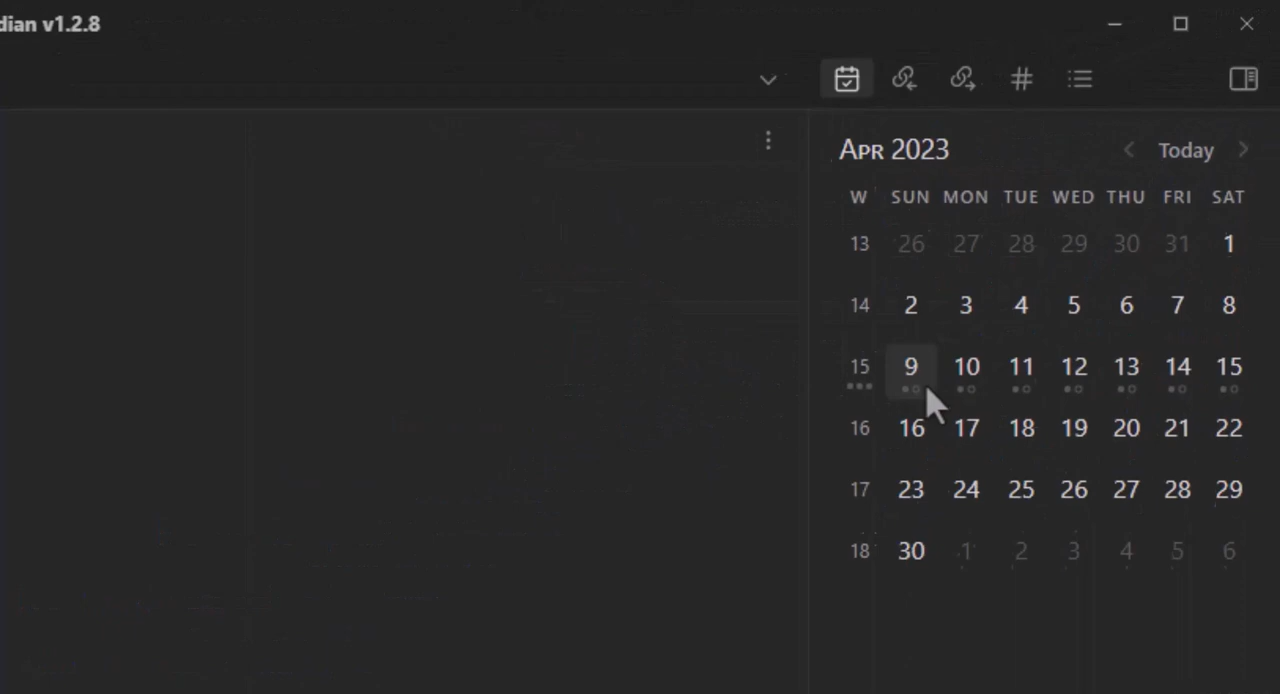 dian v1.2.8
Apr 2023 Today
W SUN MON TUE WED THU FRI SAT
13 26 27 28 29 30 31 1
14 2 3 4 5 6 7 8
15 9 10 11 12 13 14 15
16 16 17 18 19 20 21 22
17 23 24 25 26 27 28 29
18 30 1 2 3 4 5 6